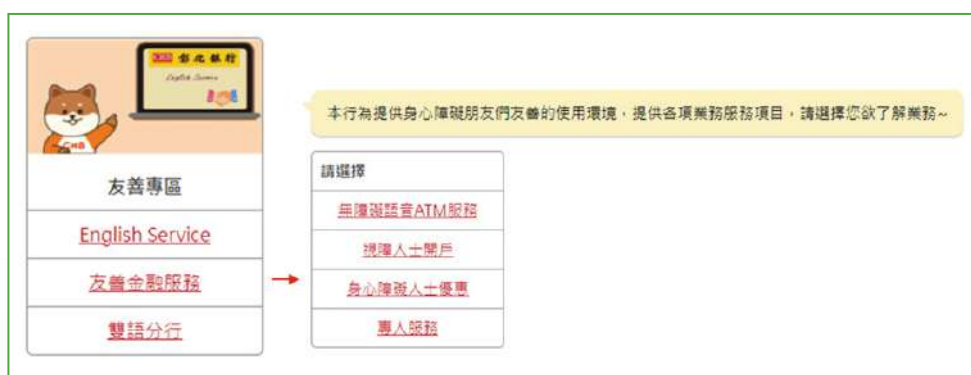 彰化銀行
English Service
CHB
友善專區
English Service
友善金融服務
雙語分行
本行為提供身心障礙朋友們友善的使用環境，提供各項業務服務項目，請選擇您欲了解業務~
請選擇
無障礙語音ATM服務
視障人士開戶
身心障礙人士優惠
專人服務